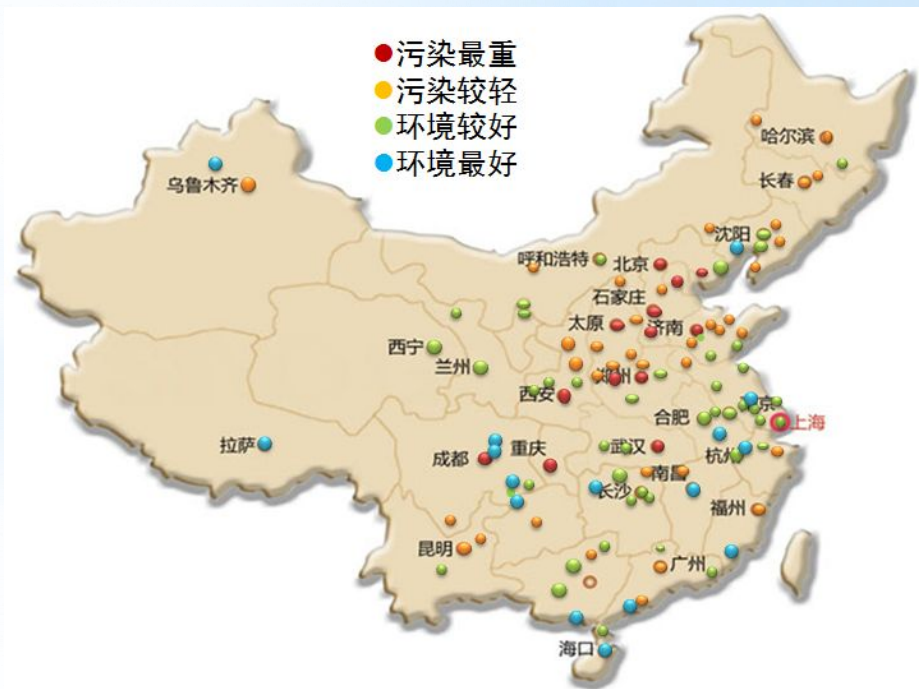 污染最重
污染较轻
环境较好
环境最好
哈尔滨
长春
乌鲁木齐
沈阳
呼和浩特
北京
石家庄
太原
济南
西宁
兰州
郑州
西安
京
合肥
上海
拉萨
成都
重庆
武汉
杭州
南昌
长沙
福州
昆明
广州
海口